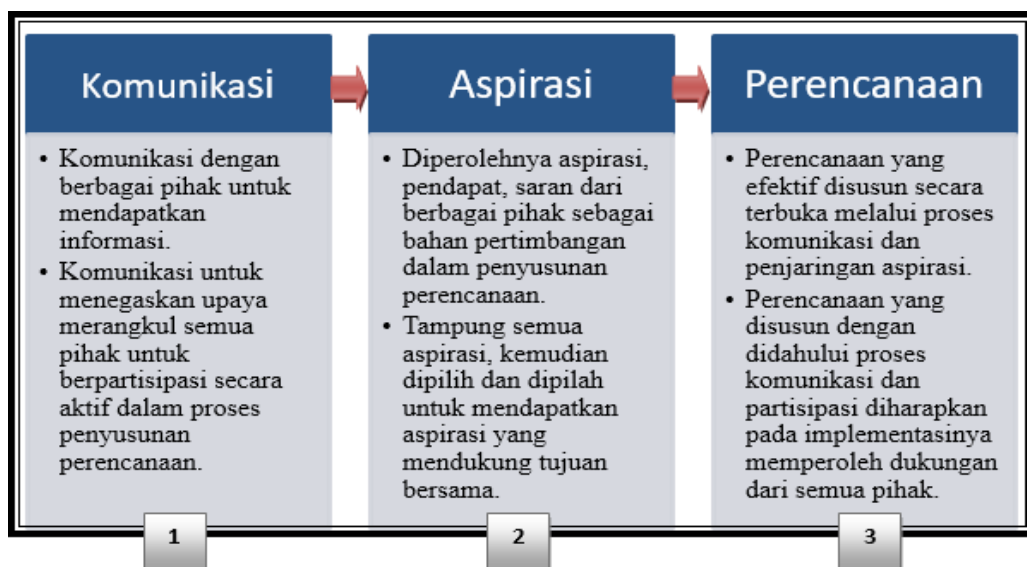 Komunikasi
• Komunikasi dengan
berbagai pihak untuk
mendapatkan
informasi.
• Komunikasi untuk
menegaskan upaya
merangkul semua
pihak untuk
berpartisipasi secara
aktif dalam proses
penyusunan
perencanaan.
1
Aspirasi
• Diperolehnya aspirasi,
pendapat, saran dari
berbagai pihak sebagai
bahan pertimbangan
dalam penyusunan
perencanaan.
• Tampung semua
aspirasi, kemudian
dipilih dan dipilah
untuk mendapatkan
aspirasi yang
mendukung tujuan
bersama.
2
Perencanaan
• Perencanaan yang
efektif disusun secara
terbuka melalui proses
komunikasi dan
penjaringan aspirasi.
• Perencanaan yang
disusun dengan
didahului proses
komunikasi dan
partisipasi diharapkan
pada implementasinya
memperoleh dukungan
dari semua pihak.
3